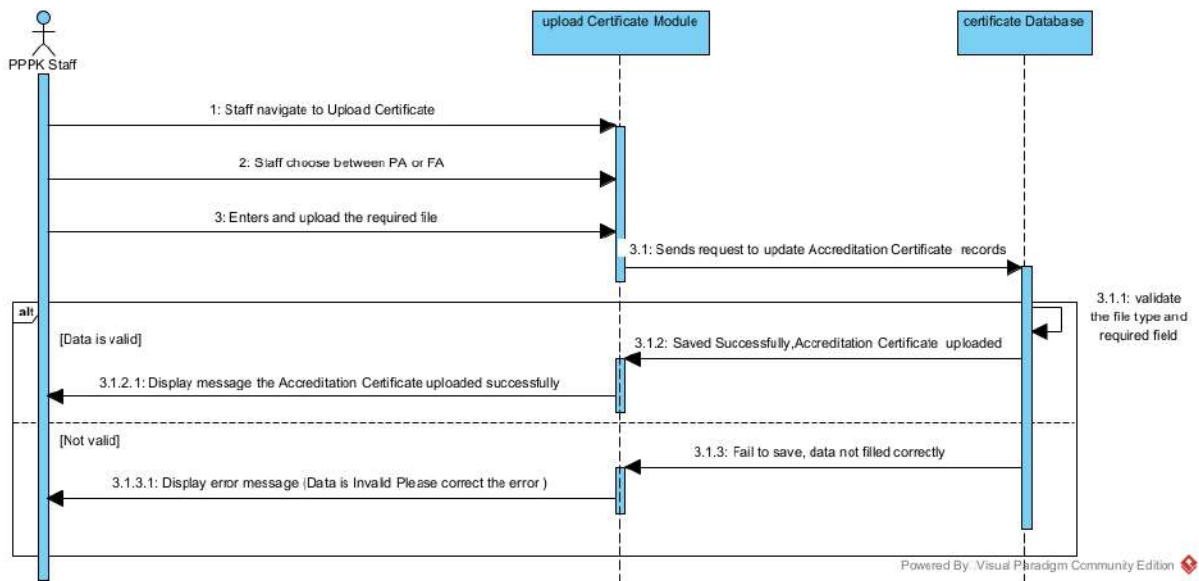 upload Certificate Module
certificate Database
PPPK Staff
1: Staff navigate to Upload Certificate
2: Staff choose between PA or FA
3: Enters and upload the required file
3.1: Sends request to update Accreditation Certificate records
3.1.1: validate
the file type and
required field
alt
[Data is valid]
3.1.2: Saved Successfully,Accreditation Certificate uploaded
3.1.2.1: Display message the Accreditation Certificate uploaded successfully
[Not valid]
3.1.3: Fail to save, data not filled correctly
3.1.3.1: Display error message (Data is Invalid Please correct the error )
Powered By Visual Paradigm Community Edition